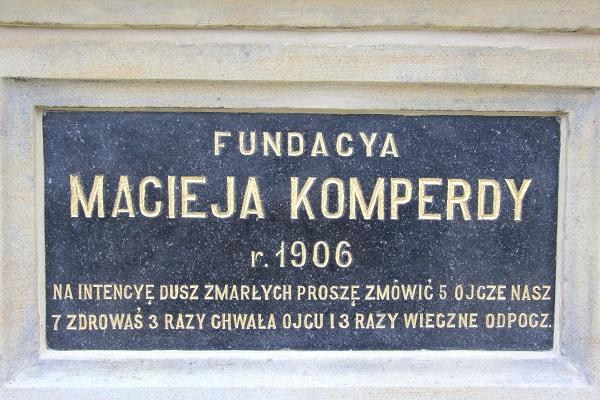 FUNDACYA
MACIEJA KOMPERDY
r. 1906
NA INTENCYĘ DUSZ ZMARŁYCH PROSZĘ ZMÓWIĆ 5 OJCZE NASZ
7 ZDROWAŚ 3 RAZY CHWAŁA OJCU I 3 RAZY WIECZNE ODPOCZ.